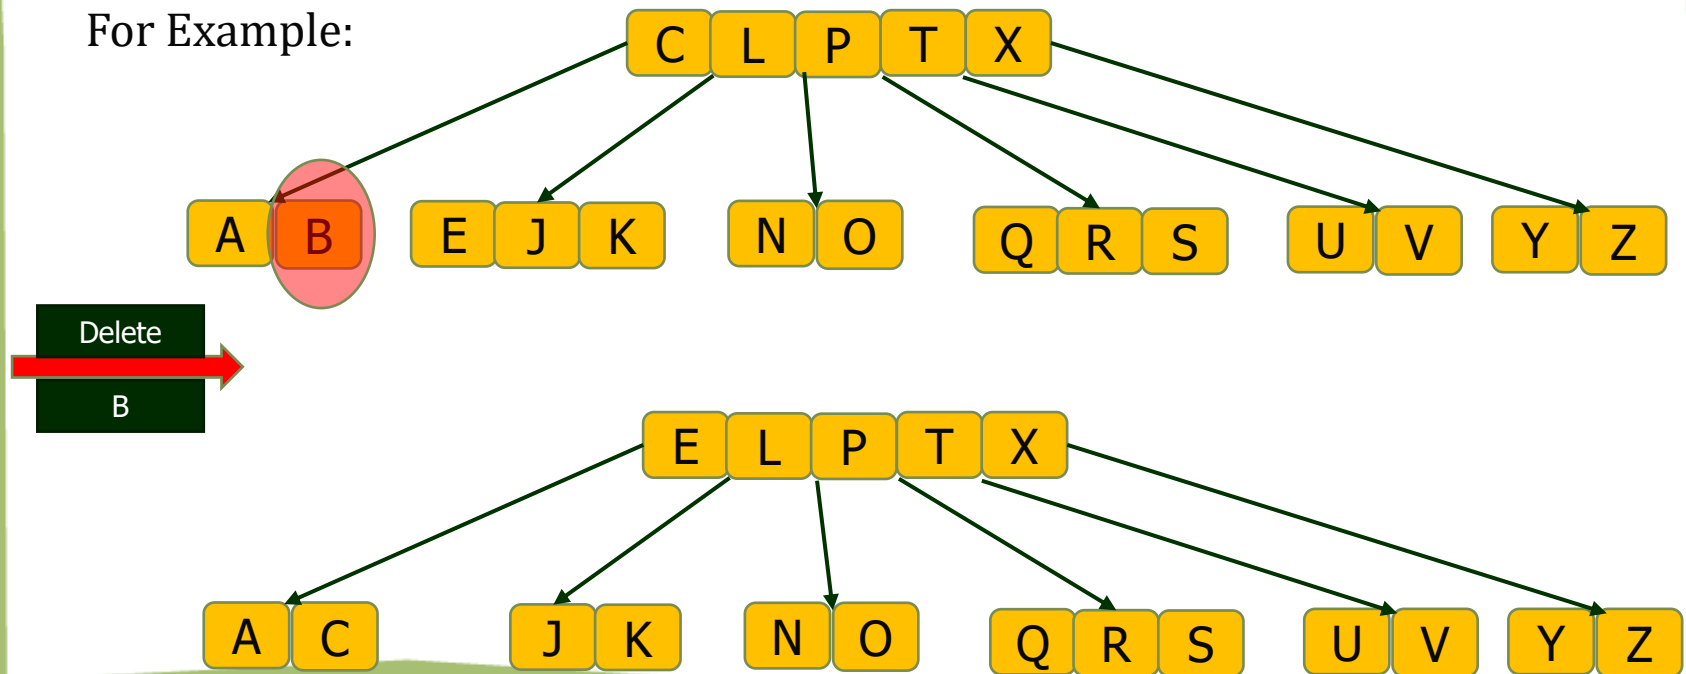 For Example:
C L P T X
A B E J K N O Q R S U V Y Z
Delete
B
E L P T X
A C J K N O Q R S U V Y Z